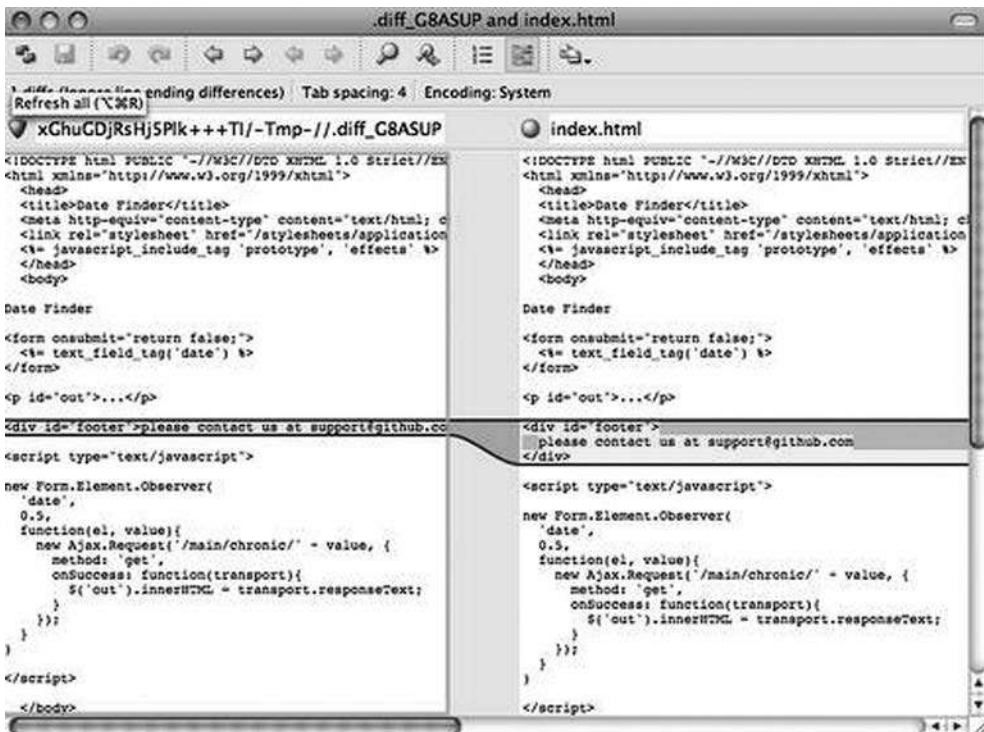 .diff_G8ASUP and index.html
ending differences) Tab spacing: 4 Encoding: System
Refresh all (⌥⌘R)
xGhuGDjRsHj5Plk+++TI/-Tmp-//.diff_G8ASUP
<!DOCTYPE html PUBLIC "-//W3C//DTD XHTML 1.0 Strict//EN
<html xmlns="http://www.w3.org/1999/xhtml">
<head>
<title>Date Finder</title>
<meta http-equiv="content-type" content="text/html; c
<link rel="stylesheet" href="/stylesheets/application
<%= javascript_include_tag 'prototype', 'effects' %>
</head>
<body>
Date Finder
<form onsubmit="return false;">
<%= text_field_tag('date') %>
</form>
<p id="out">...</p>
<div id="footer">please contact us at support@github.co
<script type="text/javascript">
new Form.Element.Observer(
'date',
0.5,
function(el, value){
new Ajax.Request('/main/chronic/' + value, {
method: 'get',
onSuccess: function(transport){
$('out').innerHTML = transport.responseText;
}
});
}
)
</script>
</body>
index.html
<!DOCTYPE html PUBLIC "-//W3C//DTD XHTML 1.0 Strict//EN
<html xmlns="http://www.w3.org/1999/xhtml">
<head>
<title>Date Finder</title>
<meta http-equiv="content-type" content="text/html; cl
<link rel="stylesheet" href="/stylesheets/application
<%= javascript_include_tag 'prototype', 'effects' %>
</head>
<body>
Date Finder
<form onsubmit="return false;">
<%= text_field_tag('date') %>
</form>
<p id="out">...</p>
<div id="footer">
please contact us at support@github.com
</div>
<script type="text/javascript">
new Form.Element.Observer(
'date',
0.5,
function(el, value){
new Ajax.Request('/main/chronic/' + value, {
method: 'get',
onSuccess: function(transport){
$('out').innerHTML = transport.responseText;
}
});
}
)
</script>